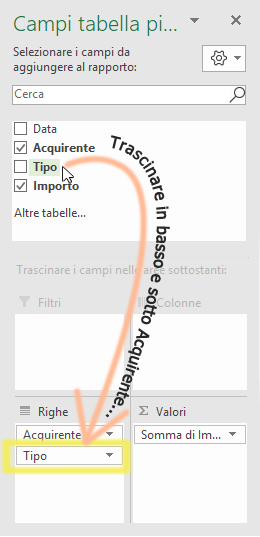 Campi tabella pi...
Selezionare i campi da
aggiungere al rapporto:
Cerca
Data
Acquirente
Tipo
Importo
Altre tabelle...
Trascinare in basso e sotto Acquirente...
Trascinare i campi nelle aree sottostanti:
Filtri
Colonne
Righe
Σ Valori
Acquirente
Somma di Im...
Tipo